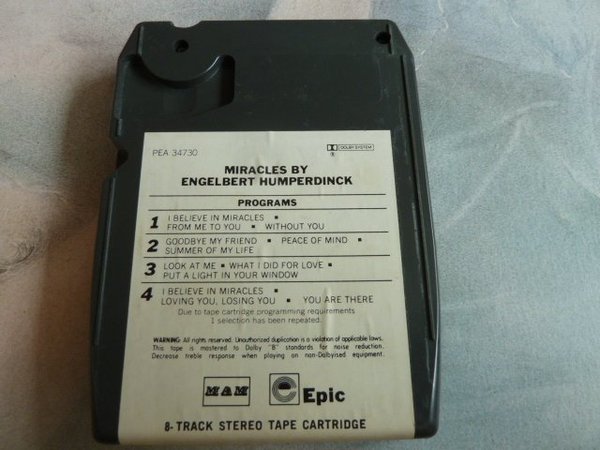 PEA 34730
DOLBY SYSTEM
®
MIRACLES BY
ENGELBERT HUMPERDINCK
PROGRAMS
1 I BELIEVE IN MIRACLES ▪
FROM ME TO YOU ▪ WITHOUT YOU
2 GOODBYE MY FRIEND ▪ PEACE OF MIND ▪
SUMMER OF MY LIFE
3 LOOK AT ME ▪ WHAT I DID FOR LOVE ▪
PUT A LIGHT IN YOUR WINDOW
4 I BELIEVE IN MIRACLES ▪
LOVING YOU, LOSING YOU ▪ YOU ARE THERE
Due to tape cartridge programming requirements
1 selection has been repeated.
WARNING: All rights reserved. Unauthorized duplication is a violation of applicable laws.
This tape is mastered to Dolby "B" standards for noise reduction.
Decrease treble response when playing on non-Dolbyised equipment.
MAM e Epic
8-TRACK STEREO TAPE CARTRIDGE